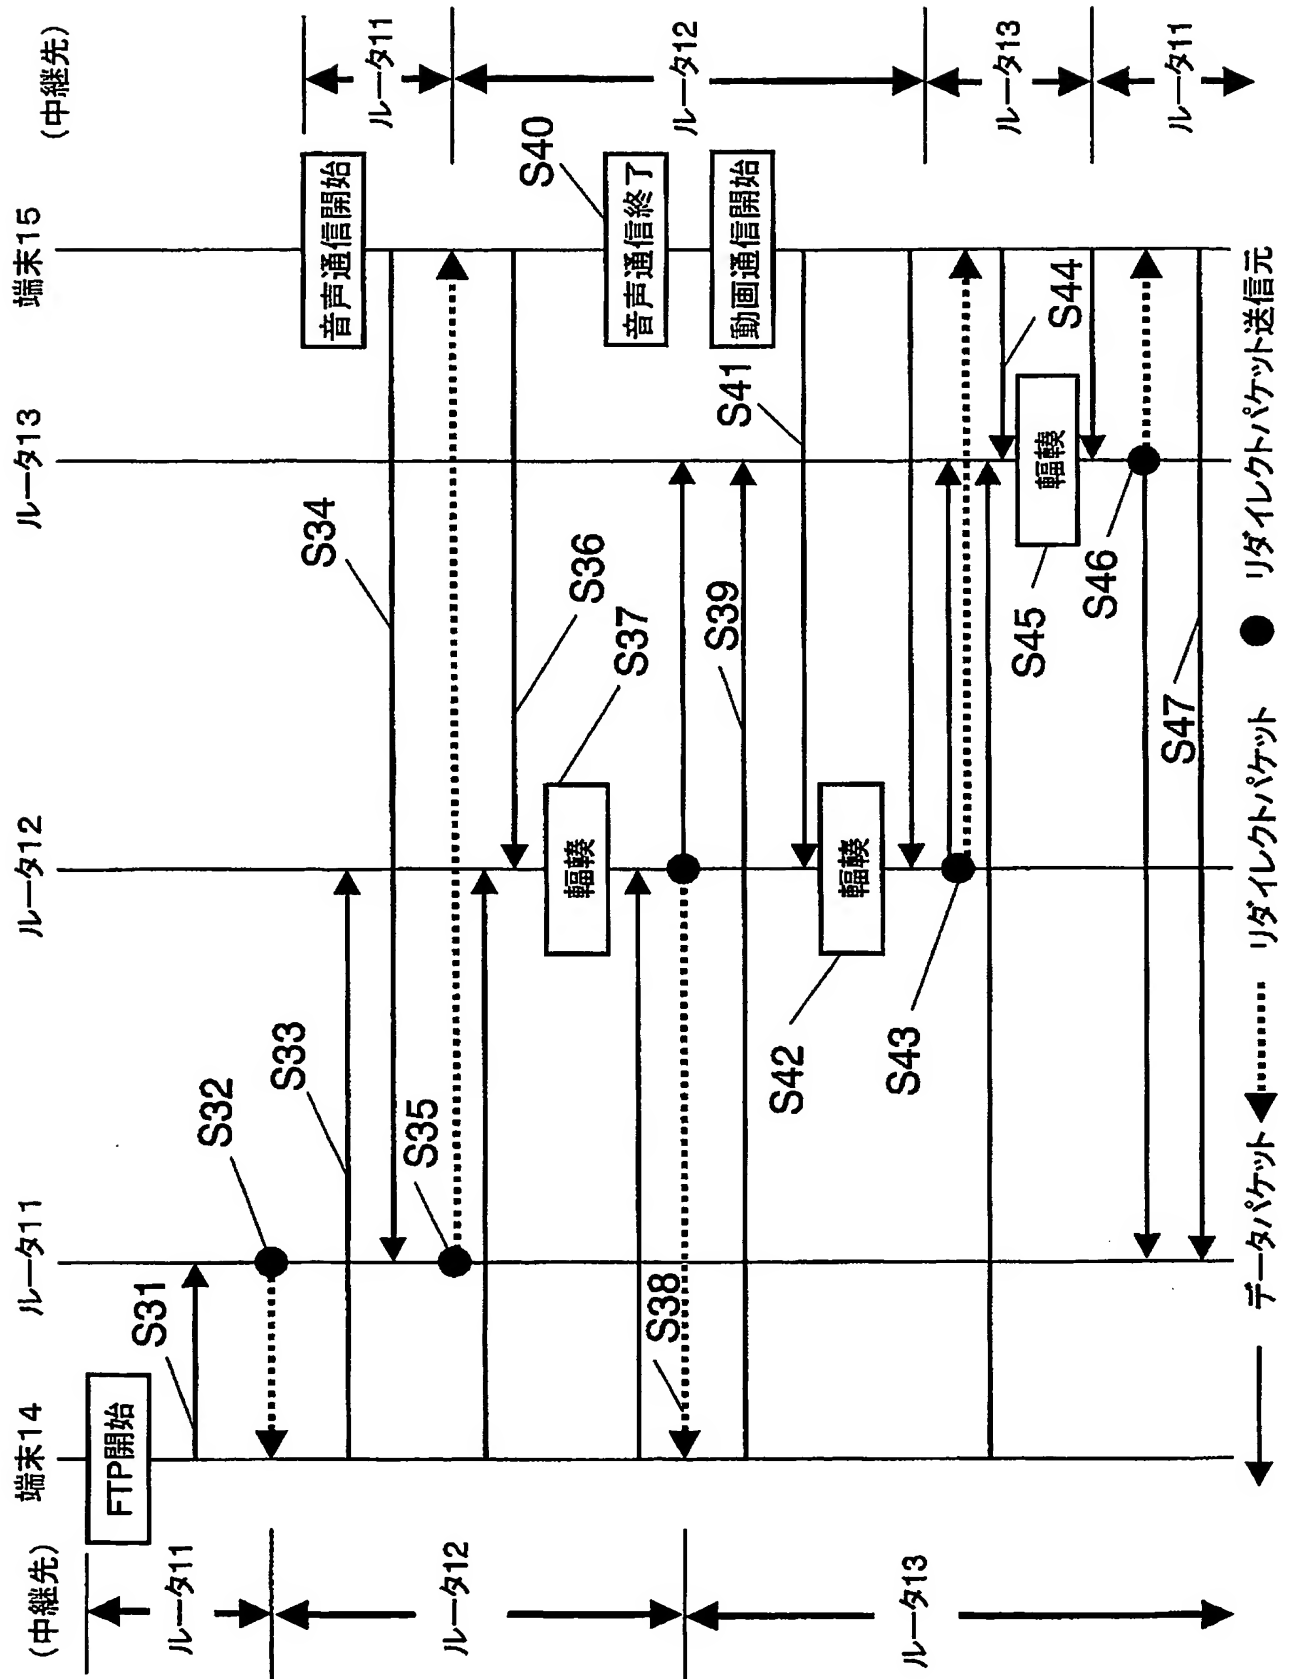 (中継先)
端末14
ルータ11
ルータ12
ルータ13
端末15
(中継先)
ルータ11
ルータ12
ルータ13
FTP開始
S31
S32
S33
S34
S35
S36
S37
輻輳
S38
S39
S40
S41
S42
輻輳
S43
S44
S45
輻輳
S46
S47
音声通信開始
音声通信終了
動画通信開始
ルータ11
ルータ12
ルータ13
ルータ11
データパケット
リダイレクトパケット
リダイレクトパケット送信元